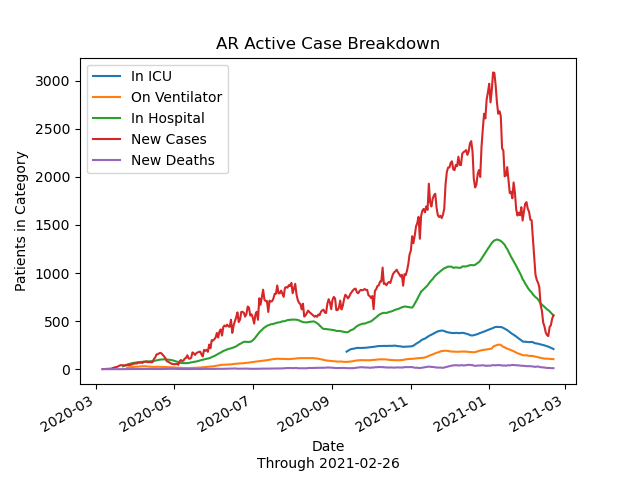 AR Active Case Breakdown
In ICU
On Ventilator
In Hospital
New Cases
New Deaths
Patients in Category
3000
2500
2000
1500
1000
500
0
2020-03
2020-05
2020-07
2020-09
2020-11
2021-01
2021-03
Date
Through 2021-02-26